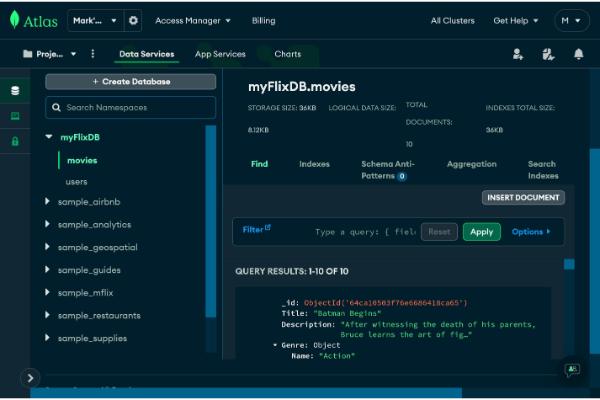 Atlas
Mark'...
Access Manager
Billing
All Clusters
Get Help
M
Proje...
Data Services
App Services
Charts
+ Create Database
Search Namespaces
myFlixDB
movies
users
sample_airbnb
sample_analytics
sample_geospatial
sample_guides
sample_mflix
sample_restaurants
sample_supplies
myFlixDB.movies
STORAGE SIZE: 36KB
LOGICAL DATA SIZE:
8.12KB
TOTAL
DOCUMENTS:
10
INDEXES TOTAL SIZE:
36KB
Find
Indexes
Schema Anti-
Patterns 0
Aggregation
Search
Indexes
INSERT DOCUMENT
Filter
Type a query: { fiel
Reset
Apply
Options
QUERY RESULTS: 1-10 OF 10
_id: ObjectId('64ca10503f76e6686418ca65')
Title: "Batman Begins"
Description: "After witnessing the death of his parents,
Bruce learns the art of fig…"
Genre: Object
Name: "Action"